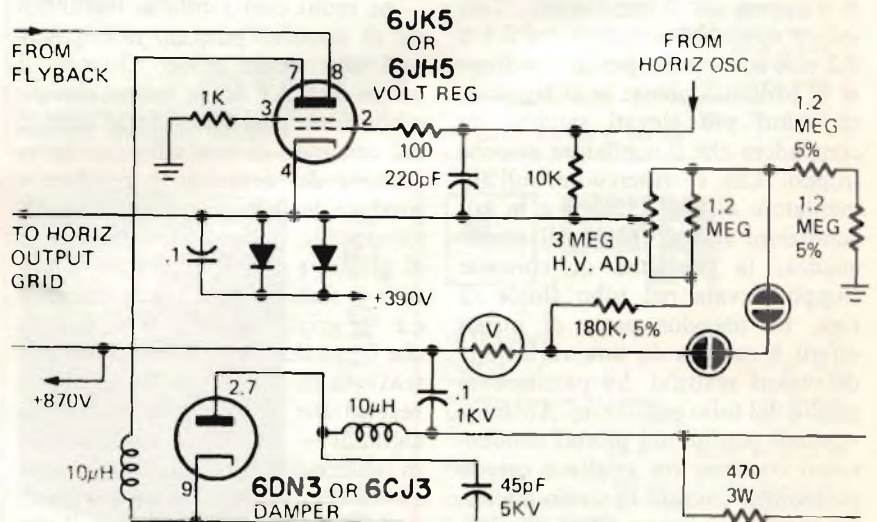 FROM
FLYBACK
6JK5
OR
6JH5
VOLT REG
7
8
1K
3
2
4
100
220pF
10K
FROM
HORIZ OSC
1.2
MEG
5%
1.2
MEG
1.2
MEG
5%
TO HORIZ
OUTPUT
GRID
.1
+390V
3 MEG
H.V. ADJ
180K, 5%
V
+870V
2,7
10μH
.1
1KV
10μH
9
6DN3 OR 6CJ3
DAMPER
45pF
5KV
470
3W